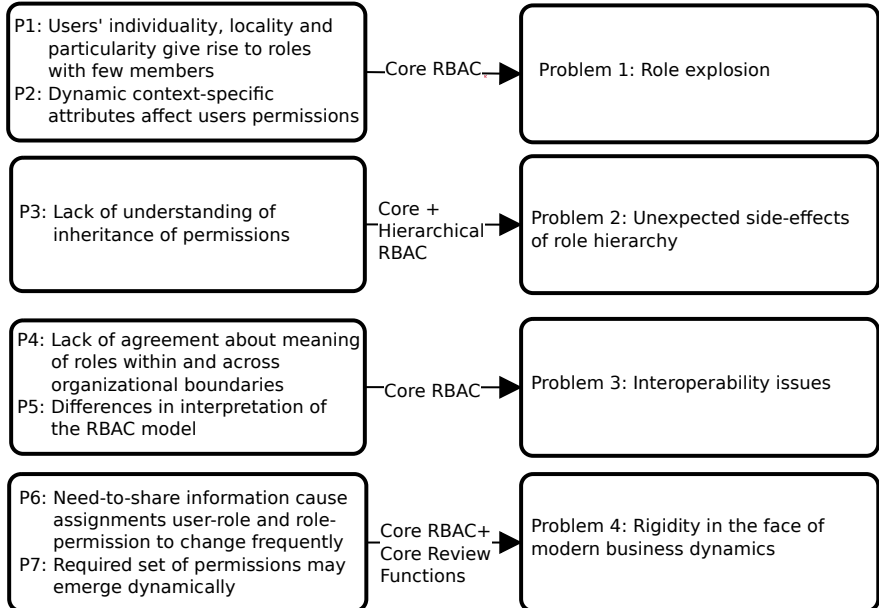 P1: Users' individuality, locality and
particularity give rise to roles
with few members
P2: Dynamic context-specific
attributes affect users permissions
Core RBAC
Problem 1: Role explosion
P3: Lack of understanding of
inheritance of permissions
Core +
Hierarchical
RBAC
Problem 2: Unexpected side-effects
of role hierarchy
P4: Lack of agreement about meaning
of roles within and across
organizational boundaries
P5: Differences in interpretation of
the RBAC model
Core RBAC
Problem 3: Interoperability issues
P6: Need-to-share information cause
assignments user-role and role-
permission to change frequently
P7: Required set of permissions may
emerge dynamically
Core RBAC+
Core Review
Functions
Problem 4: Rigidity in the face of
modern business dynamics